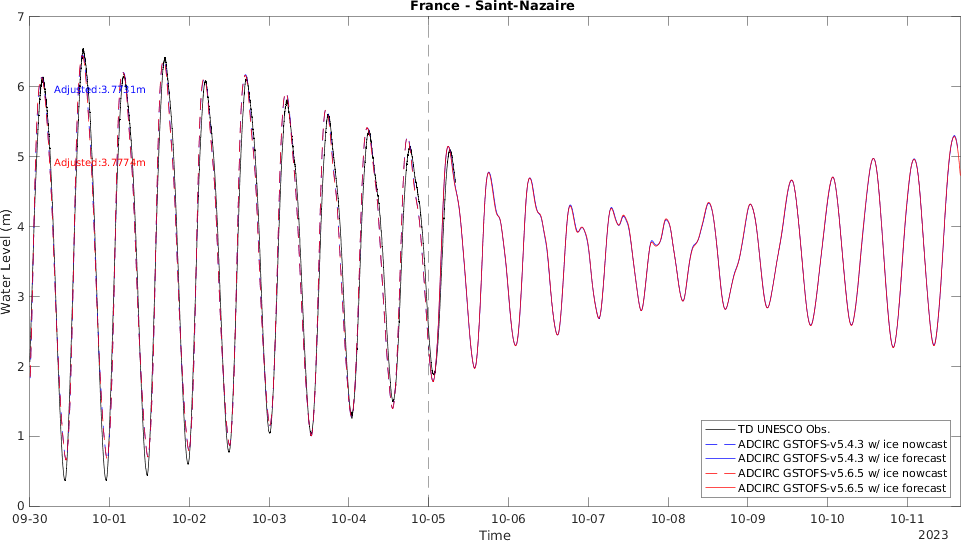 France - Saint-Nazaire
7
6
5
4
3
2
1
0
Water Level (m)
Adjusted:3.7731m
Adjusted:3.7774m
TD UNESCO Obs.
ADCIRC GSTOFS-v5.4.3 w/ ice nowcast
ADCIRC GSTOFS-v5.4.3 w/ ice forecast
ADCIRC GSTOFS-v5.6.5 w/ ice nowcast
ADCIRC GSTOFS-v5.6.5 w/ ice forecast
09-30 10-01 10-02 10-03 10-04 10-05 10-06 10-07 10-08 10-09 10-10 10-11
Time
2023